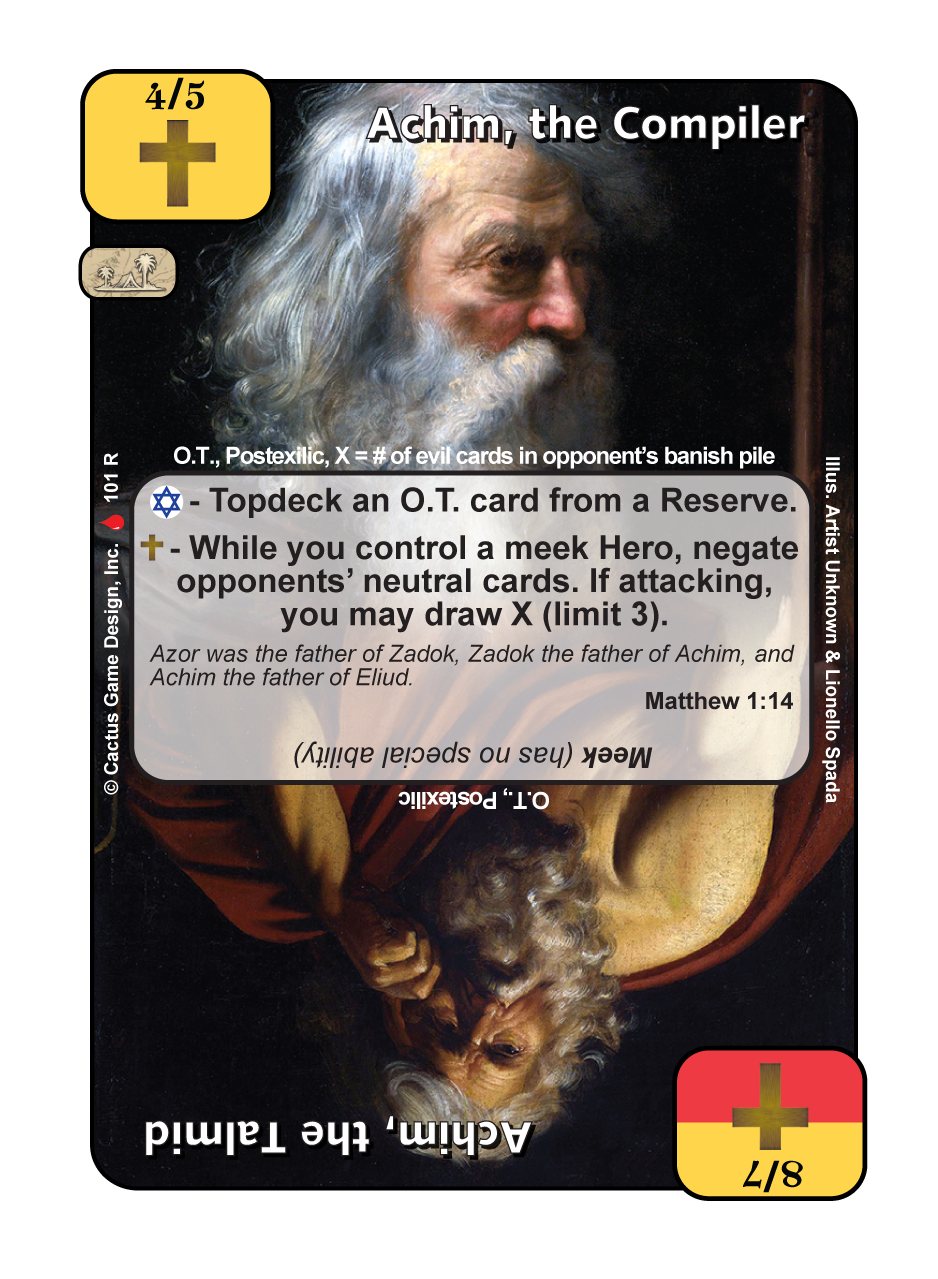 4/5
Achim, the Compiler
O.T., Postexilic, X = # of evil cards in opponent's banish pile
- Topdeck an O.T. card from a Reserve.
- While you control a meek Hero, negate
opponents' neutral cards. If attacking,
you may draw X (limit 3).
Azor was the father of Zadok, Zadok the father of Achim, and
Achim the father of Eliud.
Matthew 1:14
Meek (has no special ability)
O.T., Postexilic
Achim, the Talmid
8/7
© Cactus Game Design, Inc. 101 R
Illus. Artist Unknown & Lionello Spada